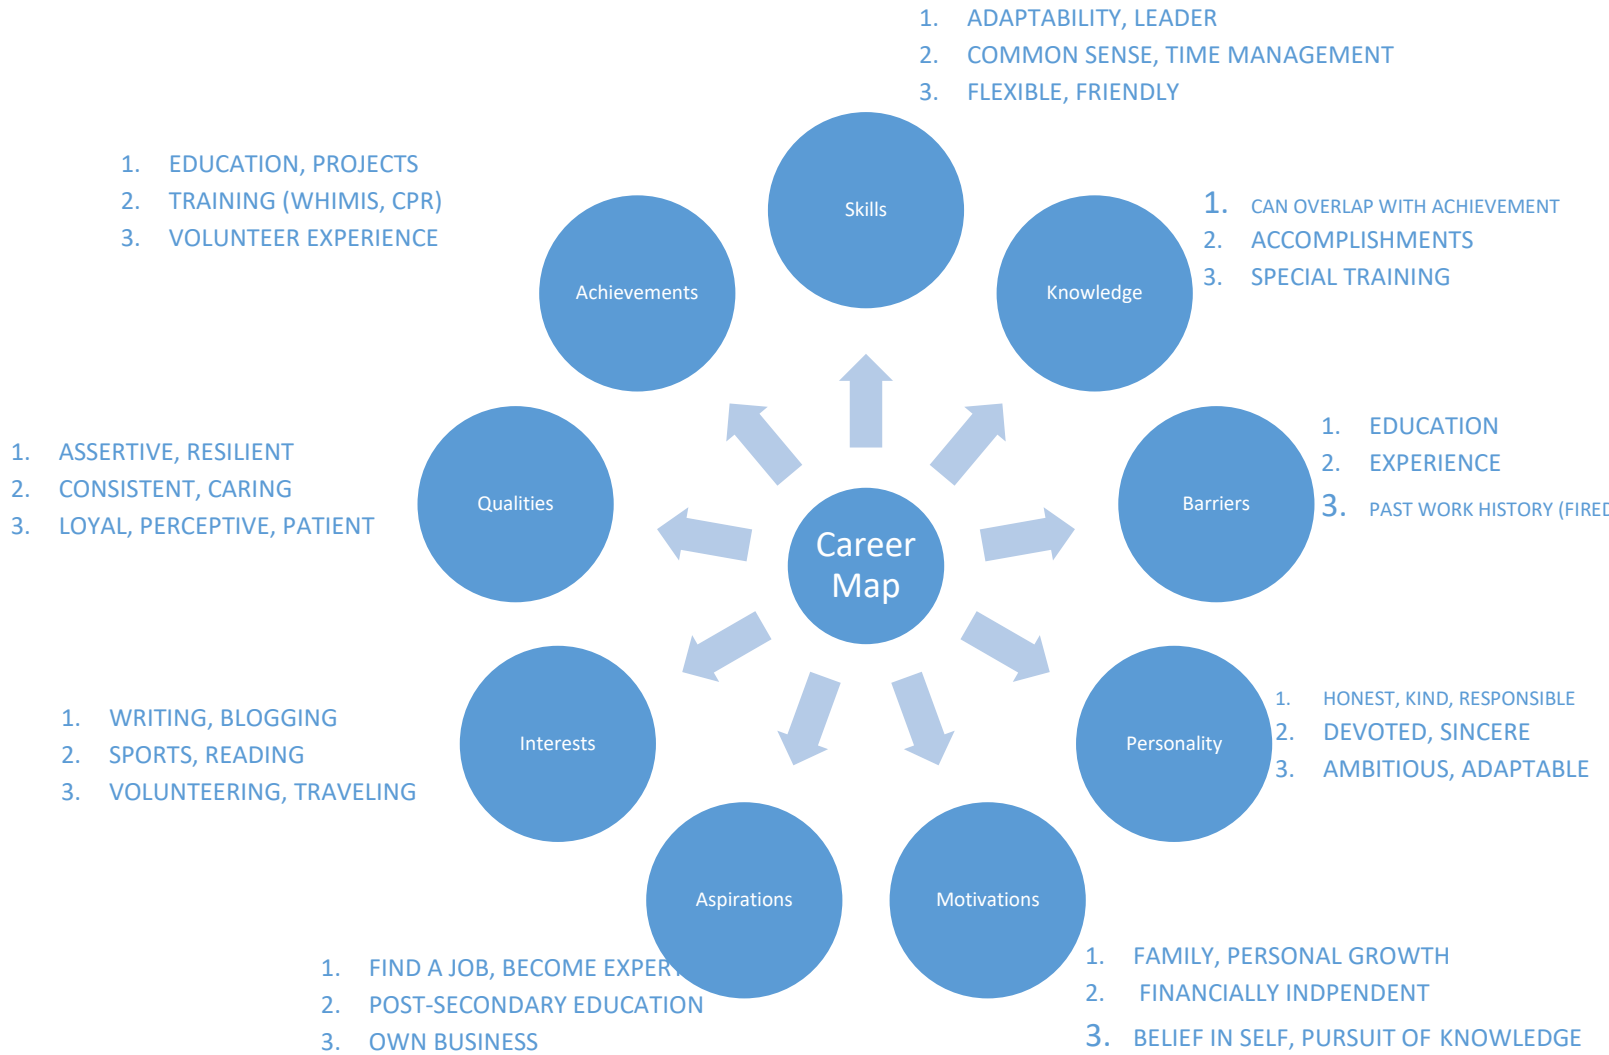 1. ADAPTABILITY, LEADER
2. COMMON SENSE, TIME MANAGEMENT
3. FLEXIBLE, FRIENDLY
Skills
1. EDUCATION, PROJECTS
2. TRAINING (WHIMIS, CPR)
3. VOLUNTEER EXPERIENCE
Achievements
1. CAN OVERLAP WITH ACHIEVEMENT
2. ACCOMPLISHMENTS
3. SPECIAL TRAINING
Knowledge
1. ASSERTIVE, RESILIENT
2. CONSISTENT, CARING
3. LOYAL, PERCEPTIVE, PATIENT
Qualities
1. EDUCATION
2. EXPERIENCE
3. PAST WORK HISTORY (FIRED
Barriers
Career
Map
1. WRITING, BLOGGING
2. SPORTS, READING
3. VOLUNTEERING, TRAVELING
Interests
1. HONEST, KIND, RESPONSIBLE
2. DEVOTED, SINCERE
3. AMBITIOUS, ADAPTABLE
Personality
Aspirations
1. FIND A JOB, BECOME EXPERT
2. POST-SECONDARY EDUCATION
3. OWN BUSINESS
Motivations
1. FAMILY, PERSONAL GROWTH
2. FINANCIALLY INDPENDENT
3. BELIEF IN SELF, PURSUIT OF KNOWLEDGE